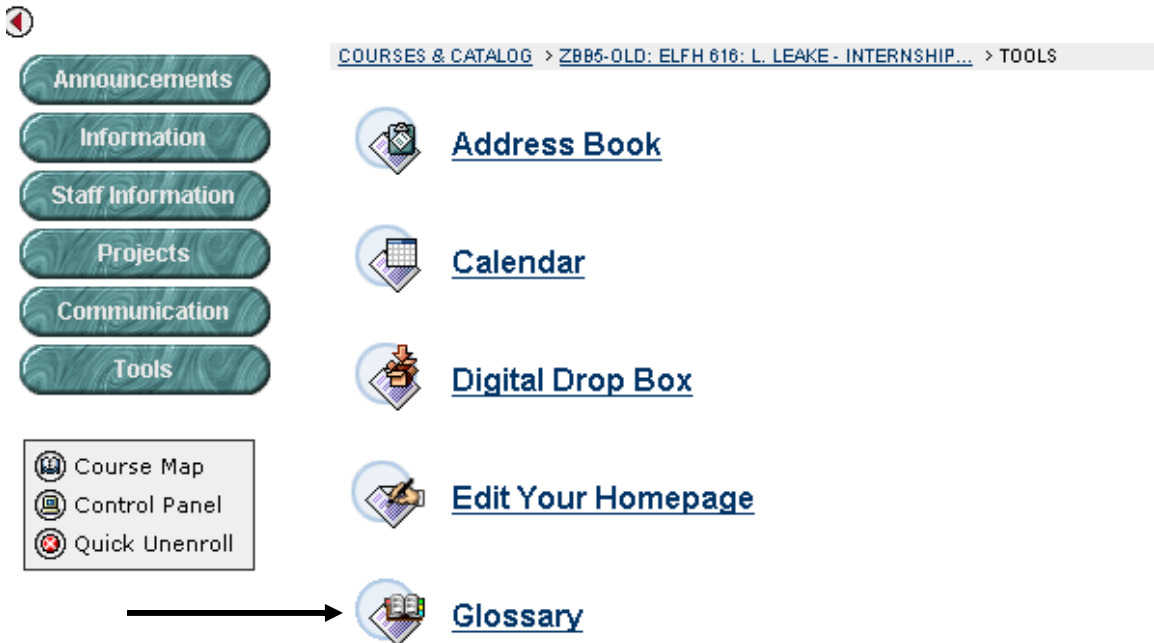 COURSES & CATALOG > ZBB5-OLD: ELFH 616: L. LEAKE - INTERNSHIP... > TOOLS
Announcements
Information
Staff Information
Projects
Communication
Tools
Course Map
Control Panel
Quick Unenroll
Address Book
Calendar
Digital Drop Box
Edit Your Homepage
Glossary